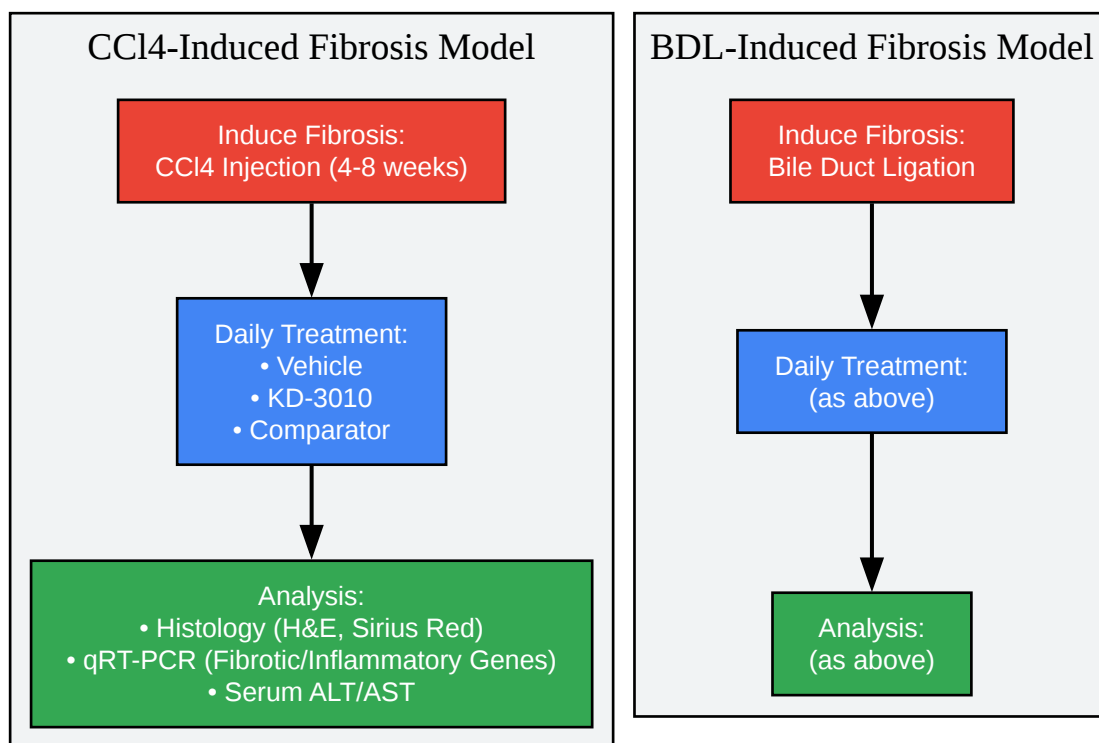 CCl4-Induced Fibrosis Model
Induce Fibrosis:
CCl4 Injection (4-8 weeks)
Daily Treatment:
• Vehicle
• KD-3010
• Comparator
Analysis:
• Histology (H&E, Sirius Red)
• qRT-PCR (Fibrotic/Inflammatory Genes)
• Serum ALT/AST
BDL-Induced Fibrosis Model
Induce Fibrosis:
Bile Duct Ligation
Daily Treatment:
(as above)
Analysis:
(as above)